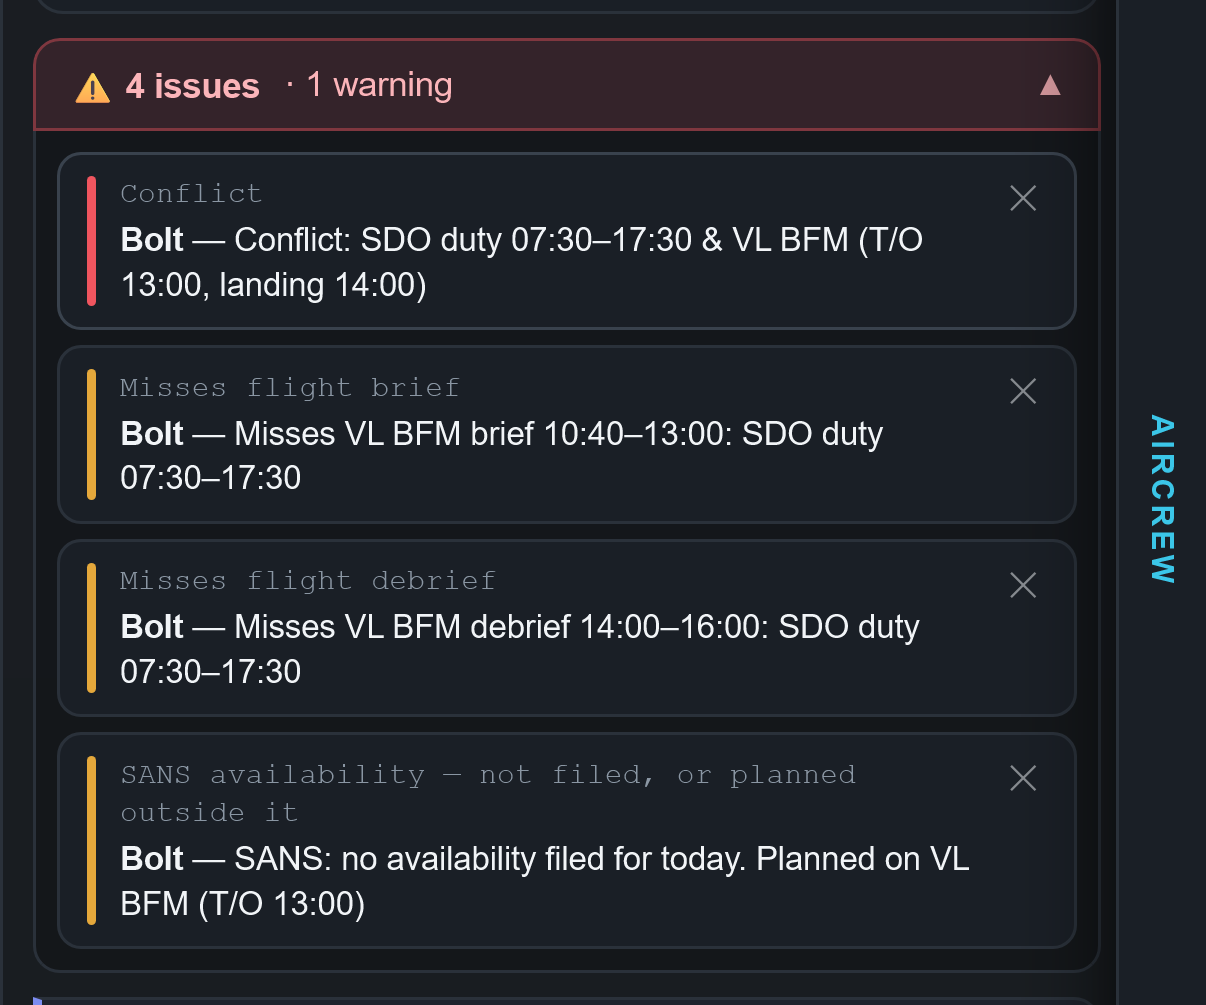 4 issues · 1 warning
Conflict
Bolt — Conflict: SDO duty 07:30–17:30 & VL BFM (T/O
13:00, landing 14:00)
Misses flight brief
Bolt — Misses VL BFM brief 10:40–13:00: SDO duty
07:30–17:30
Misses flight debrief
Bolt — Misses VL BFM debrief 14:00–16:00: SDO duty
07:30–17:30
SANS availability — not filed, or planned
outside it
Bolt — SANS: no availability filed for today. Planned on VL
BFM (T/O 13:00)
AIRCREW